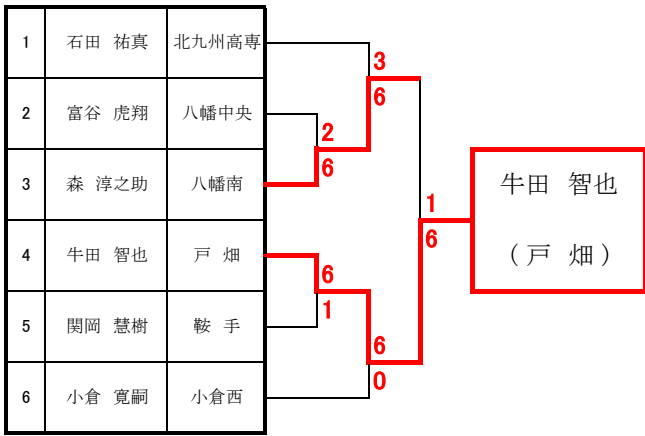 1 石田 祐真 北九州高専
2 富谷 虎翔 八幡中央
3 森 淳之助 八幡南
4 牛田 智也 戸 畑
5 関岡 慧樹 鞍 手
6 小倉 寛嗣 小倉西
3
6
2
6
6
1
6
0
1
6
牛田 智也
(戸 畑)